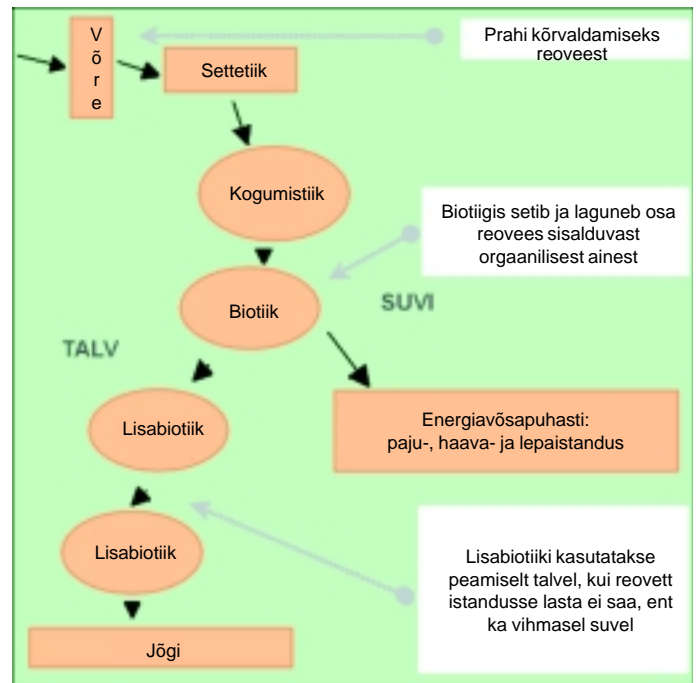 Võre
Prahi kõrvaldamiseks
reoveest
Settetiik
Kogumistiik
Biotiigis setib ja laguneb osa
reovees sisalduvast
orgaanilisest ainest
Biotiik
SUVI
TALV
Lisabiotiik
Energiavõsapuhasti:
paju-, haava- ja lepaistandus
Lisabiotiik
Lisabiotiiki kasutatakse
peamiselt talvel, kui reovett
istandusse lasta ei saa, ent
ka vihmasel suvel
Jõgi